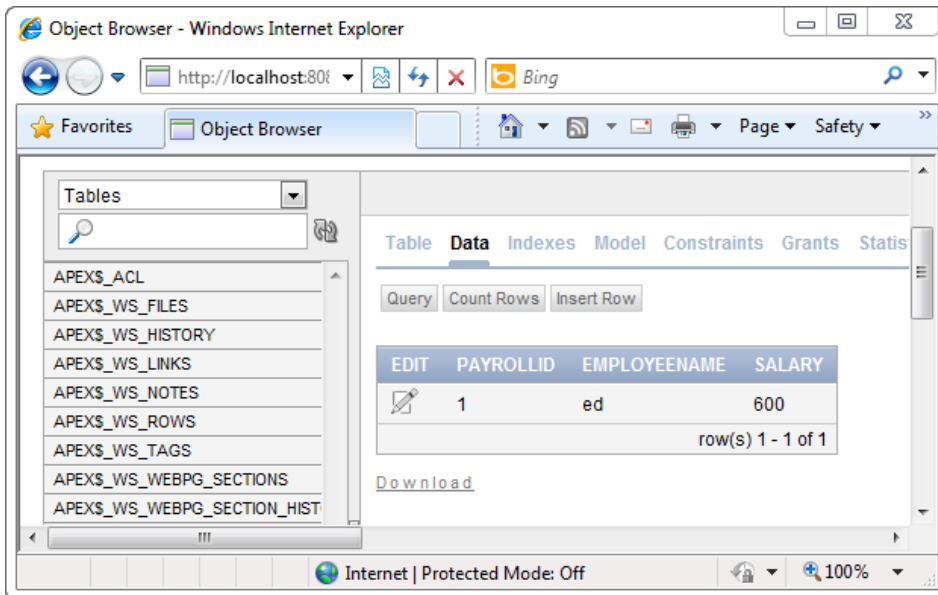 Object Browser - Windows Internet Explorer
http://localhost:808
Bing
Favorites
Object Browser
Page
Safety
Tables
Table Data Indexes Model Constraints Grants Statis
APEX$_ACL
APEX$_WS_FILES
APEX$_WS_HISTORY
APEX$_WS_LINKS
APEX$_WS_NOTES
APEX$_WS_ROWS
APEX$_WS_TAGS
APEX$_WS_WEBPG_SECTIONS
APEX$_WS_WEBPG_SECTION_HIST
Query Count Rows Insert Row
EDIT PAYROLLID EMPLOYEENAME SALARY
1 ed 600
row(s) 1 - 1 of 1
Download
Internet | Protected Mode: Off
100%